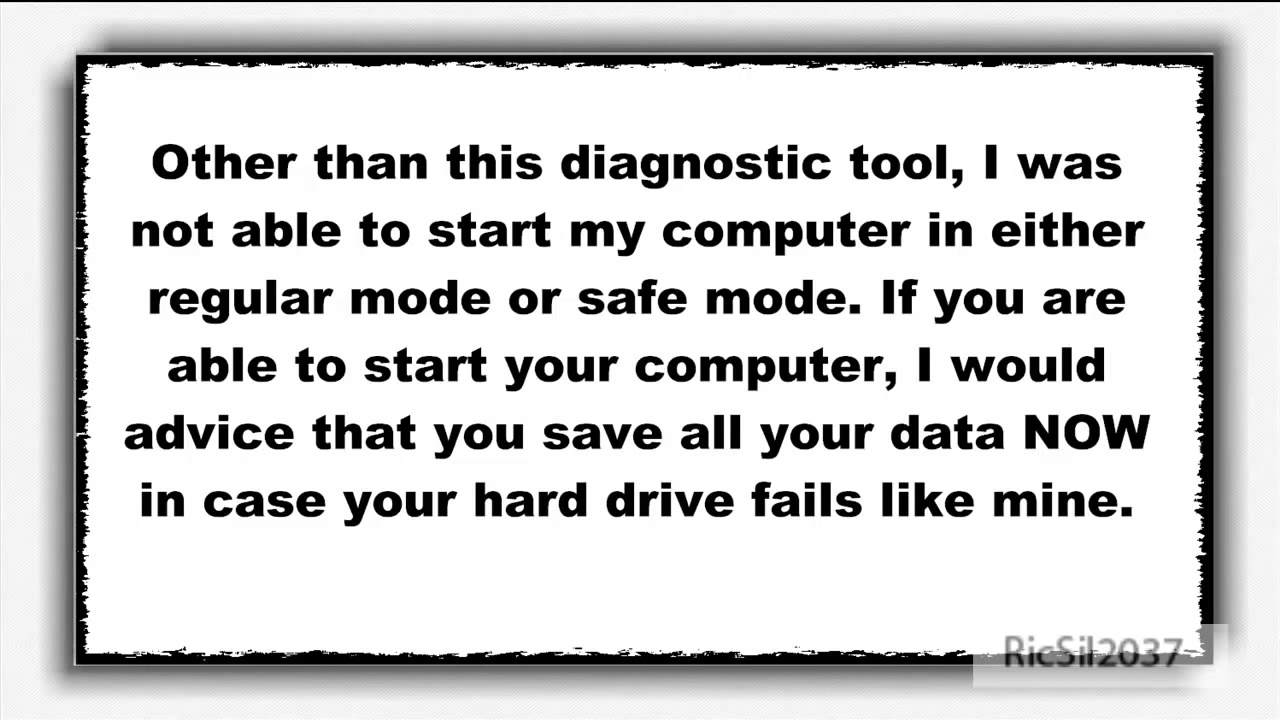 Other than this diagnostic tool, I was
not able to start my computer in either
regular mode or safe mode. If you are
able to start your computer, I would
advice that you save all your data NOW
in case your hard drive fails like mine.
RicSil2037